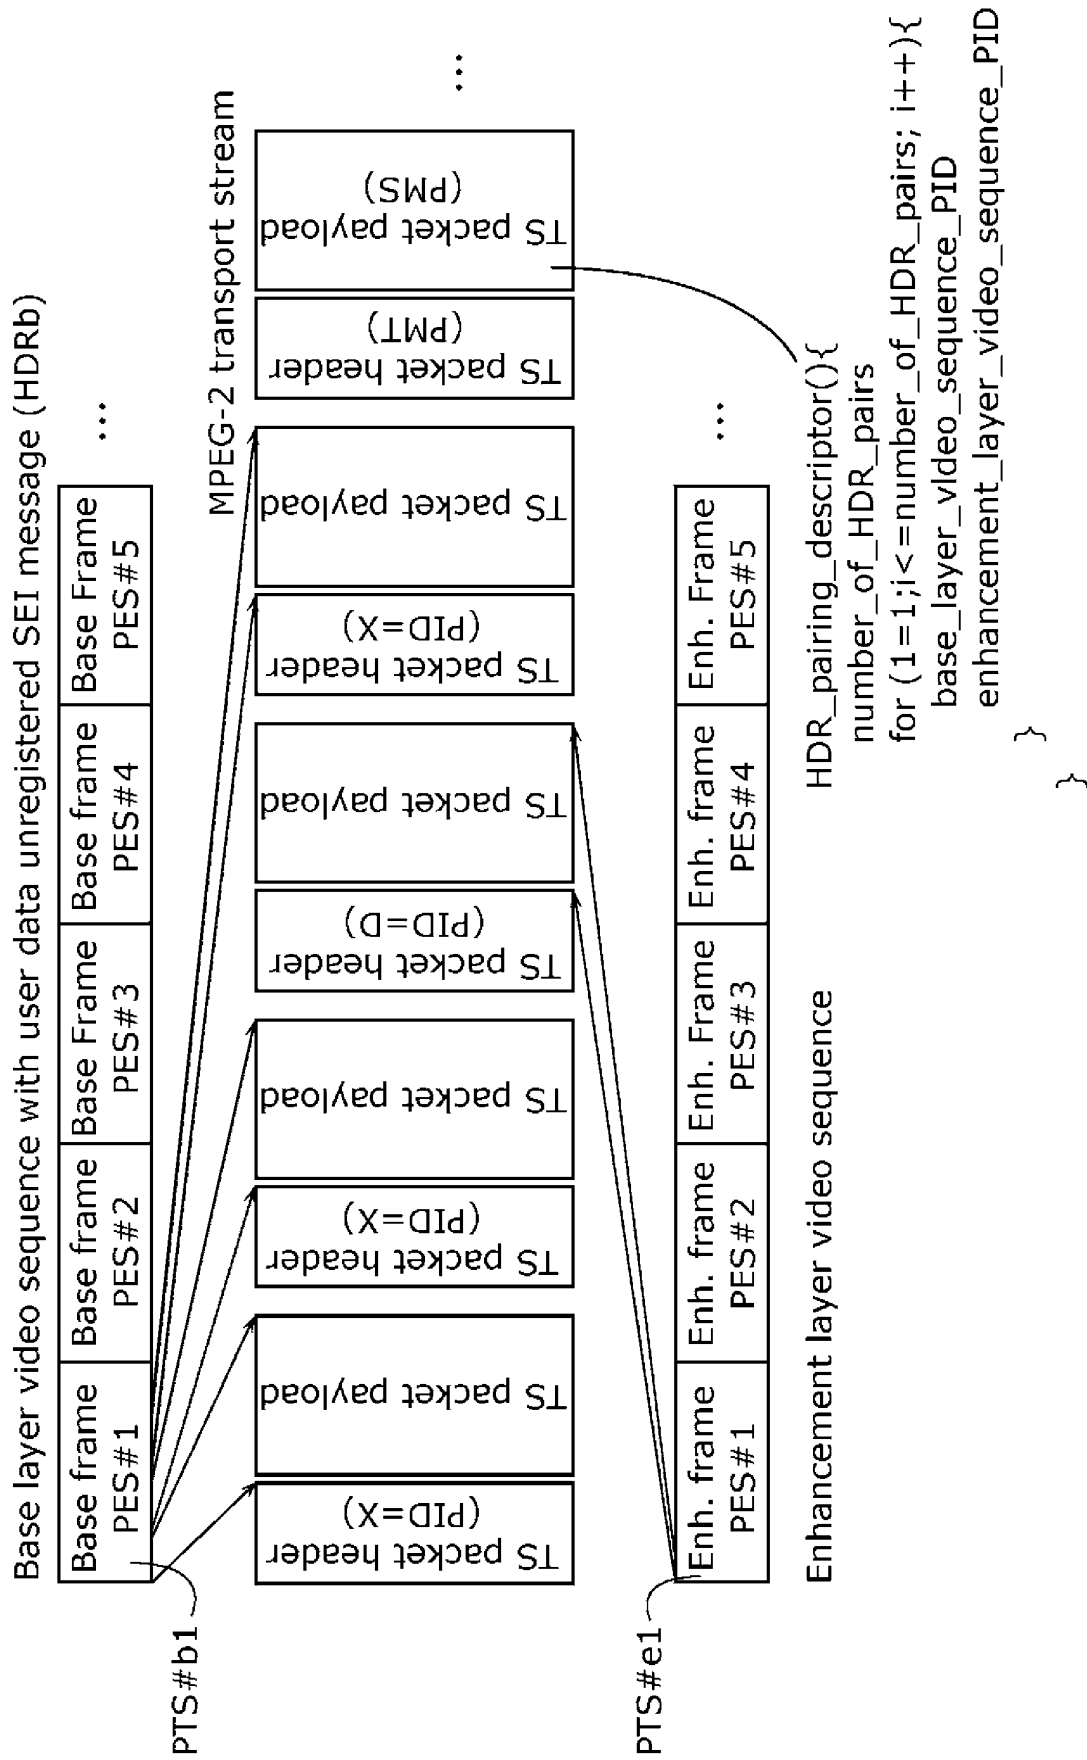 Base layer video sequence with user data unregistered SEI message (HDRb)
Base frame
PES#1
Base frame
PES#2
Base Frame
PES#3
Base frame
PES#4
Base Frame
PES#5
...
PTS#b1
MPEG-2 transport stream
TS packet header
(PID=X)
TS packet payload
TS packet header
(PID=X)
TS packet payload
TS packet header
(PID=D)
TS packet payload
TS packet header
(PID=X)
TS packet payload
TS packet header
(PMT)
TS packet payload
(PMS)
...
PTS#e1
Enh. frame
PES#1
Enh. frame
PES#2
Enh. Frame
PES#3
Enh. frame
PES#4
Enh. Frame
PES#5
...
Enhancement layer video sequence
HDR_pairing_descriptor(){
number_of_HDR_pairs
for (1=1;i<=number_of_HDR_pairs; i++){
base_layer_video_sequence_PID
enhancement_layer_video_sequence_PID
}
}